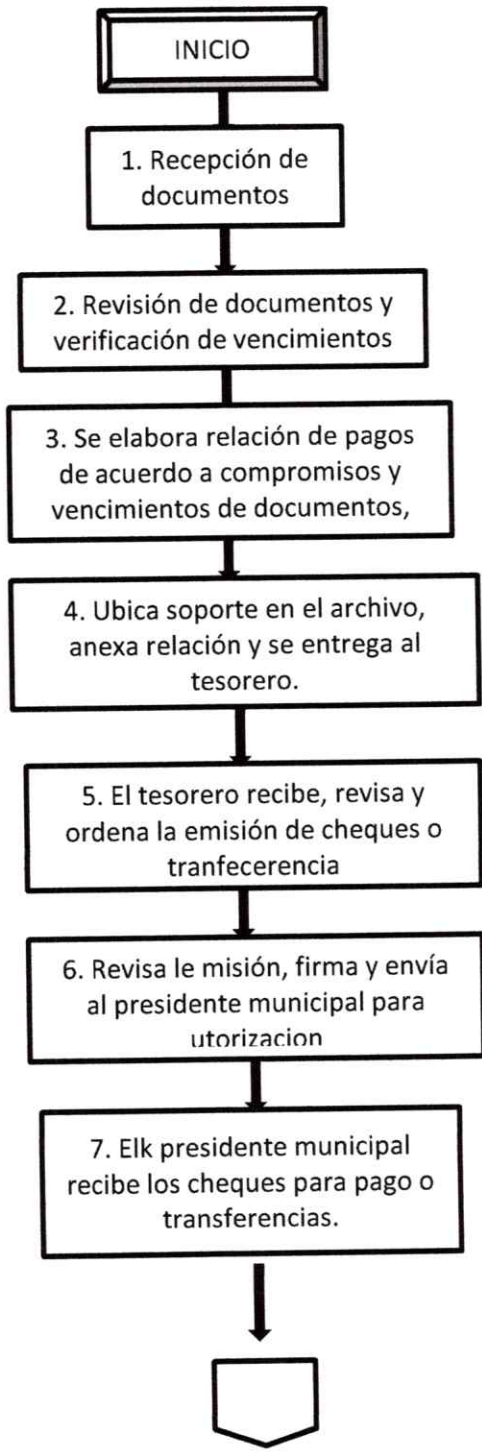 INICIO
1. Recepción de
documentos
2. Revisión de documentos y
verificación de vencimientos
3. Se elabora relación de pagos
de acuerdo a compromisos y
vencimientos de documentos,
4. Ubica soporte en el archivo,
anexa relación y se entrega al
tesorero.
5. El tesorero recibe, revisa y
ordena la emisión de cheques o
tranfecerencia
6. Revisa le misión, firma y envía
al presidente municipal para
utorizacion
7. Elk presidente municipal
recibe los cheques para pago o
transferencias.